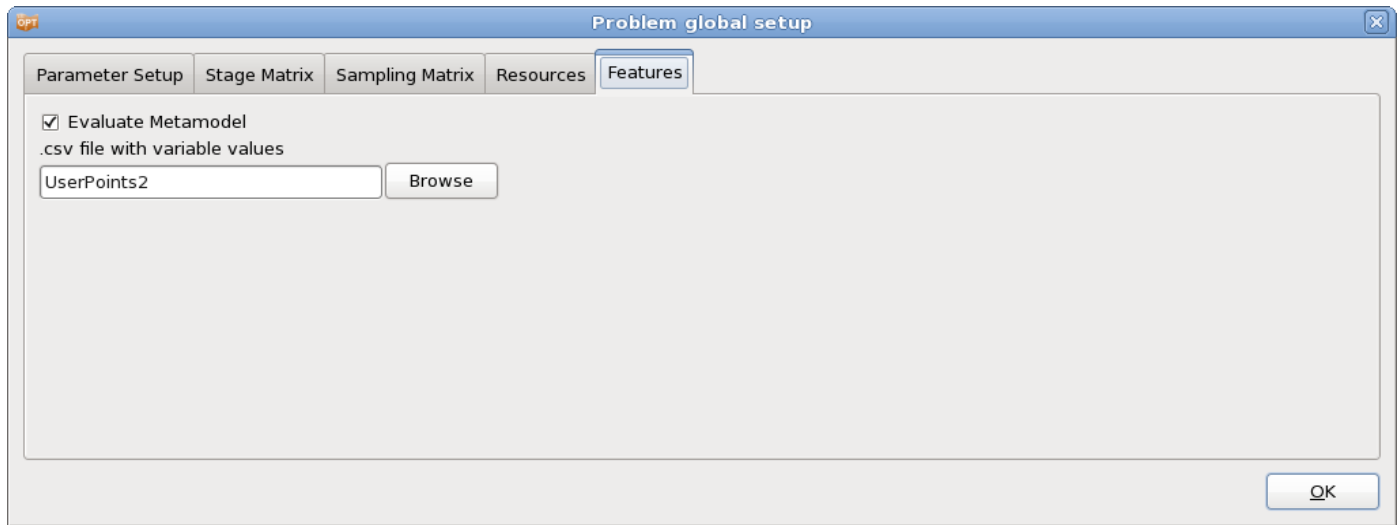 OPT
Problem global setup
Parameter Setup Stage Matrix Sampling Matrix Resources Features
Evaluate Metamodel
.csv file with variable values
UserPoints2 Browse
OK